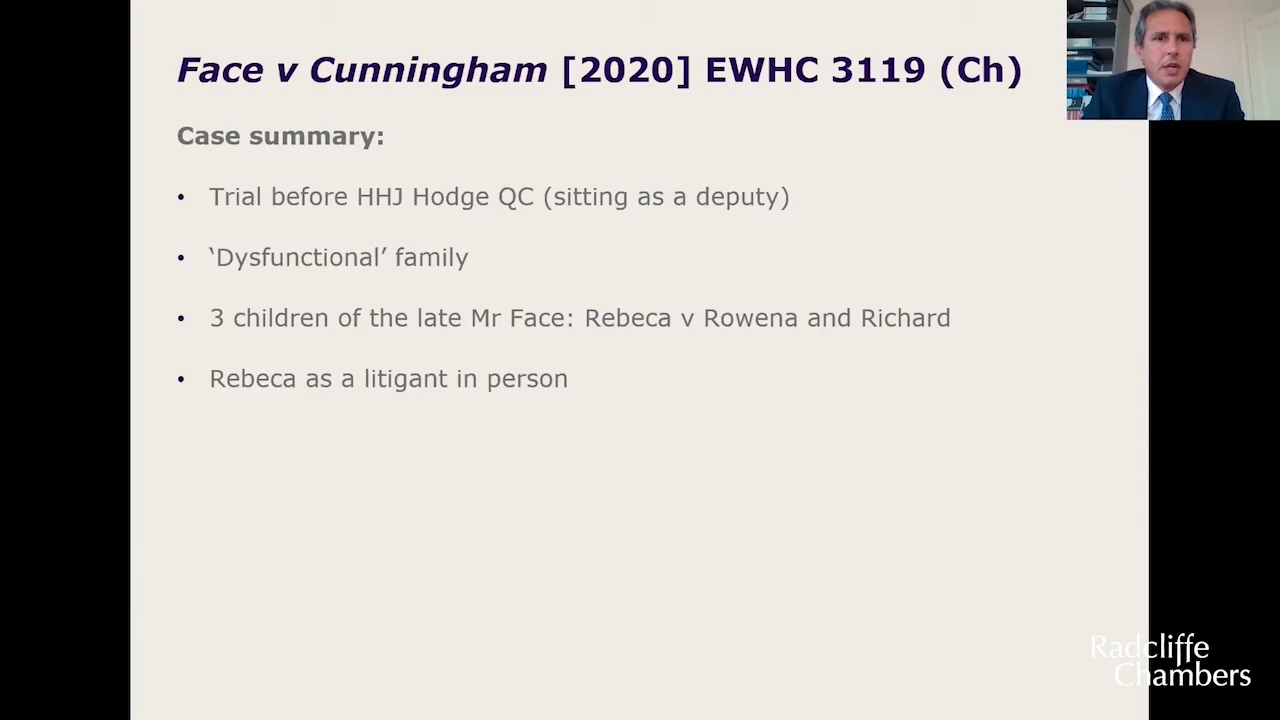 Face v Cunningham [2020] EWHC 3119 (Ch)
Case summary:
• Trial before HHJ Hodge QC (sitting as a deputy)
• ‘Dysfunctional’ family
• 3 children of the late Mr Face: Rebeca v Rowena and Richard
• Rebeca as a litigant in person
Radcliffe
Chambers